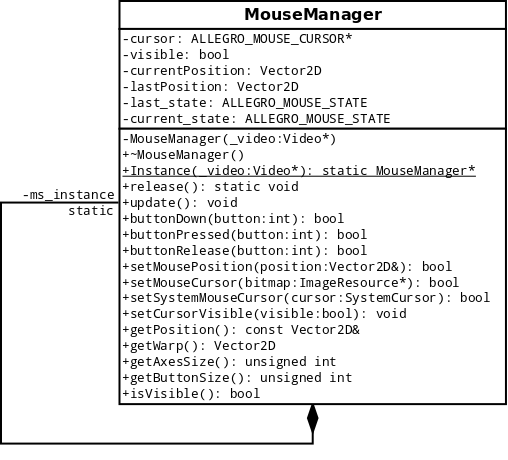 MouseManager
-cursor: ALLEGRO_MOUSE_CURSOR*
-visible: bool
-currentPosition: Vector2D
-lastPosition: Vector2D
-last_state: ALLEGRO_MOUSE_STATE
-current_state: ALLEGRO_MOUSE_STATE
-MouseManager(_video:Video*)
+~MouseManager()
+Instance(_video:Video*): static MouseManager*
+release(): static void
+update(): void
+buttonDown(button:int): bool
+buttonPressed(button:int): bool
+buttonRelease(button:int): bool
+setMousePosition(position:Vector2D&): bool
+setMouseCursor(bitmap:ImageResource*): bool
+setSystemMouseCursor(cursor:SystemCursor): bool
+setCursorVisible(visible:bool): void
+getPosition(): const Vector2D&
+getWarp(): Vector2D
+getAxesSize(): unsigned int
+getButtonSize(): unsigned int
+isVisible(): bool
-ms_instance
static